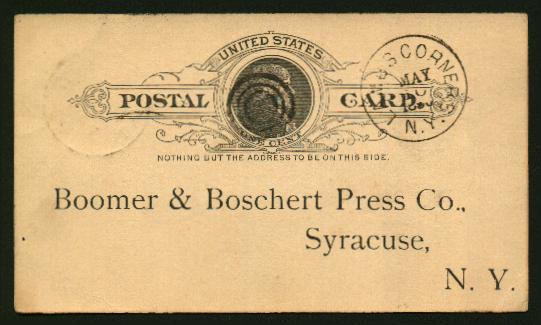 UNITED STATES
POSTAL CARD
ONE CENT
CORNERS
MAY
N.Y.
NOTHING BUT THE ADDRESS TO BE ON THIS SIDE.
Boomer & Boschert Press Co.,
Syracuse,
N. Y.